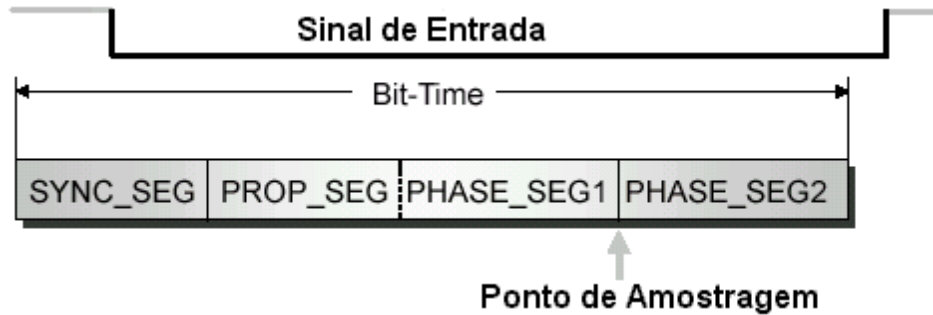 Sinal de Entrada
Bit-Time
SYNC_SEG PROP_SEG PHASE_SEG1 PHASE_SEG2
Ponto de Amostragem